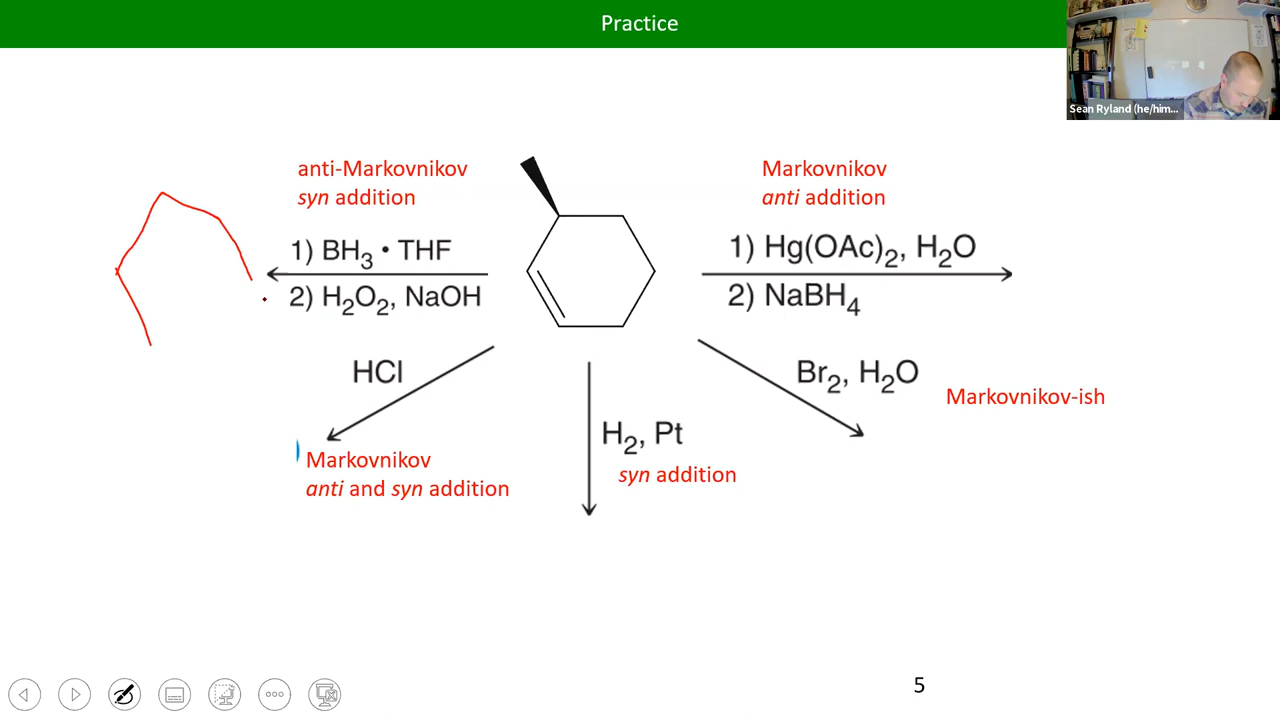 Practice
Sean Ryland (he/him...
anti-Markovnikov
syn addition
1) BH3 • THF
2) H2O2, NaOH
Markovnikov
anti addition
1) Hg(OAc)2, H2O
2) NaBH4
HCl
Markovnikov
anti and syn addition
H2, Pt
syn addition
Br2, H2O
Markovnikov-ish
5